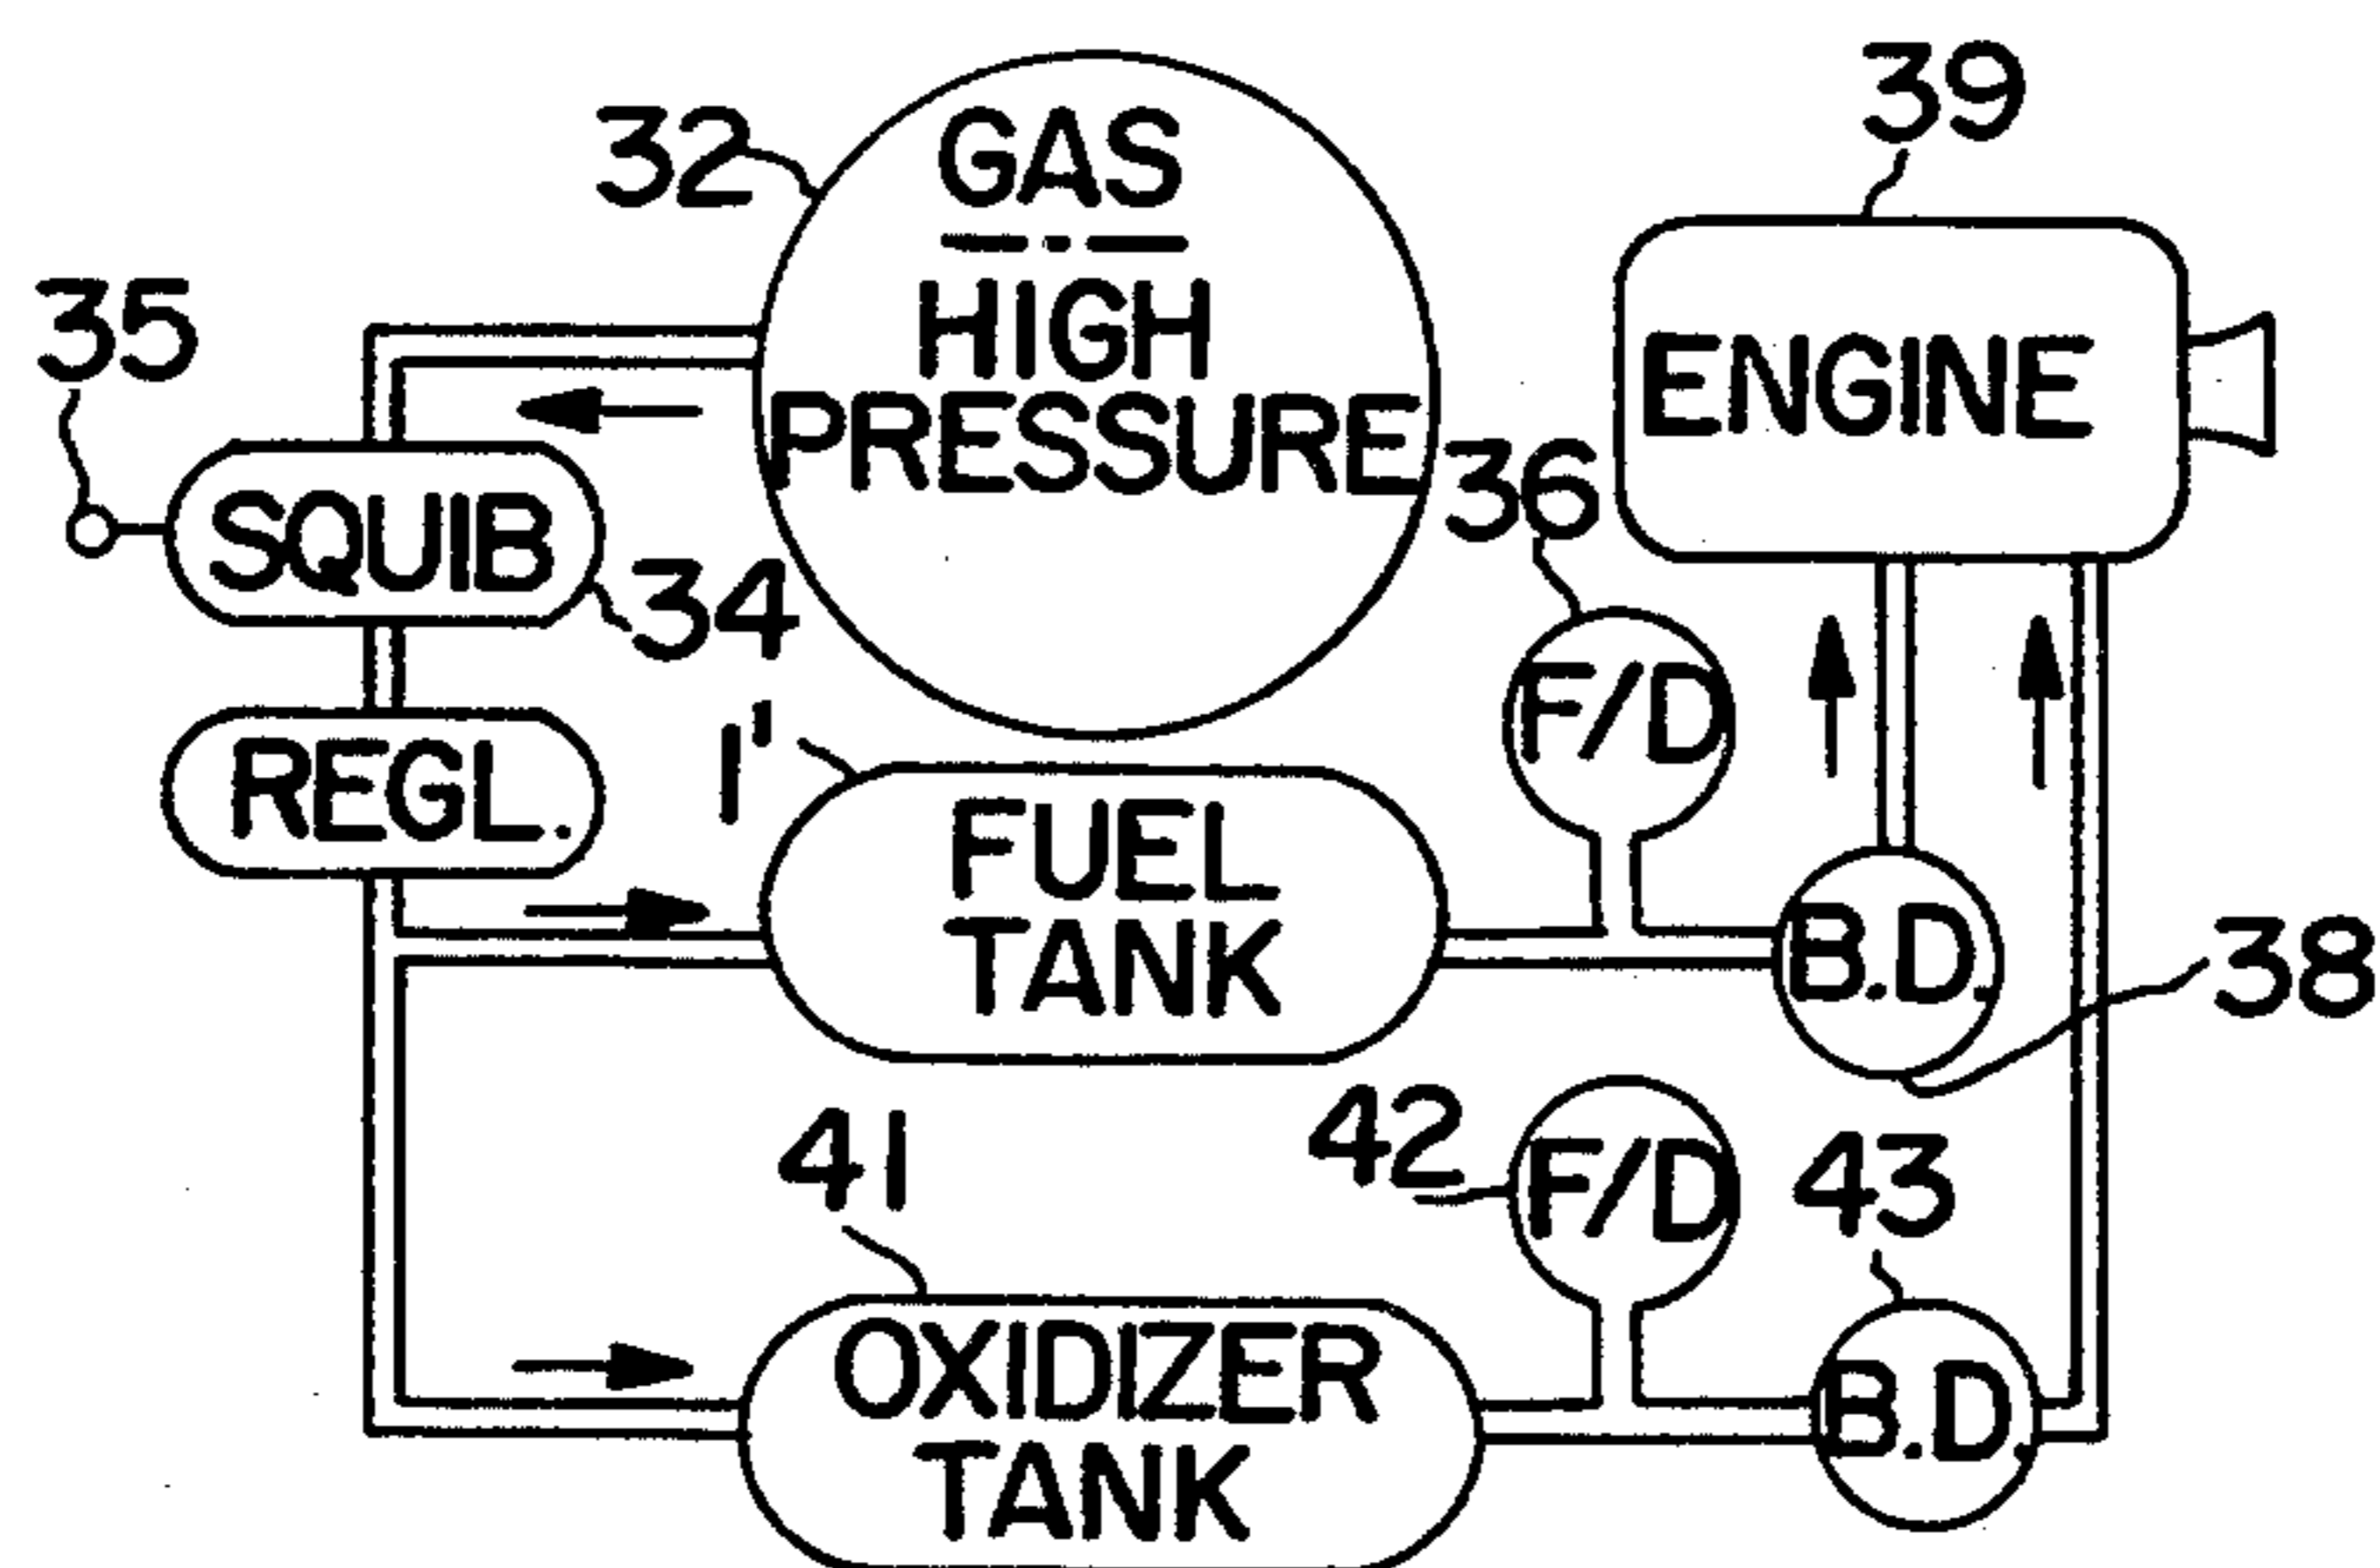 39
32
GAS
HIGH
PRESSURE
35
ENGINE
36
SQUIB
34
F/D
1'
REGL.
FUEL
TANK
B.D.
38
41
42
F/D
43
OXIDIZER
TANK
B.D.